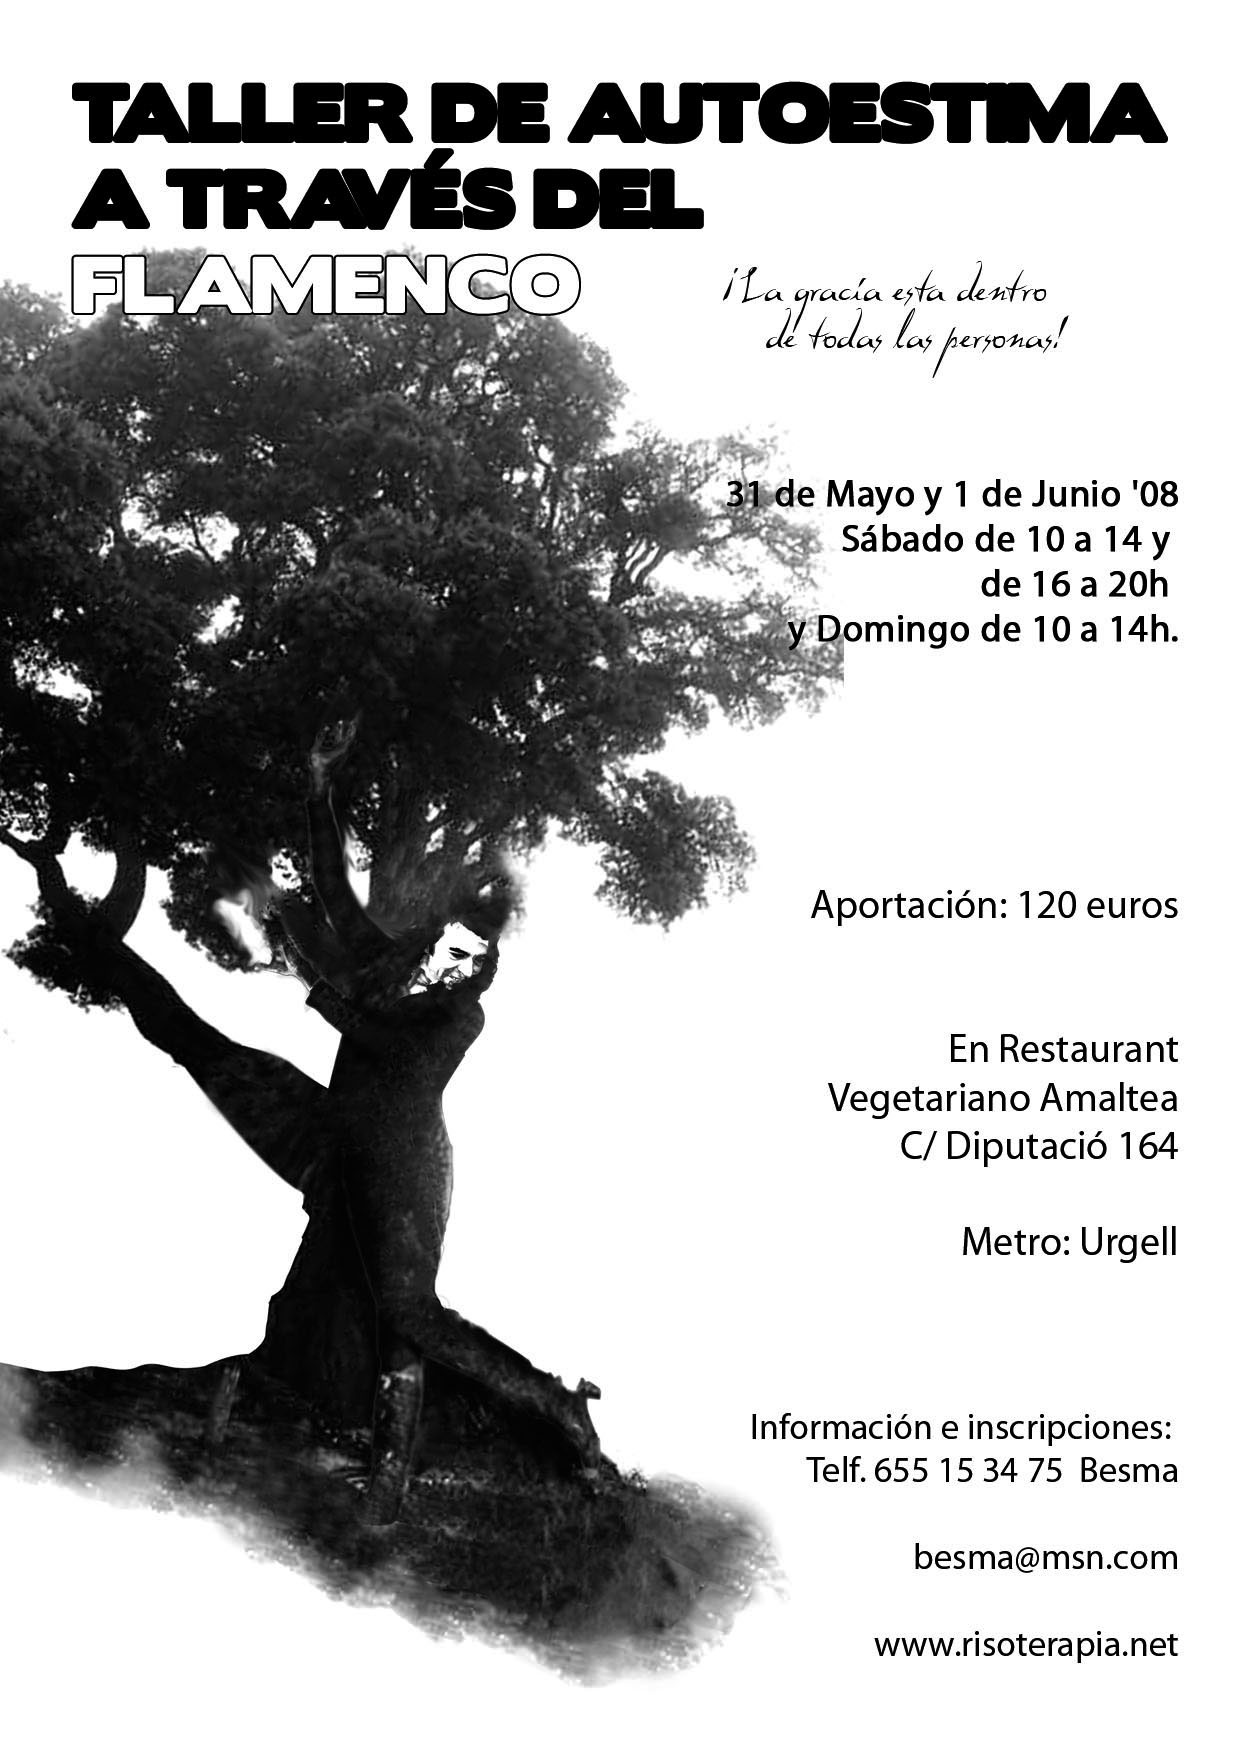 TALLER DE AUTOESTIMA
A TRAVÉS DEL
FLAMENCO
¡La gracía esta dentro
de todas las personas!
31 de Mayo y 1 de Junio '08
Sábado de 10 a 14 y
de 16 a 20h
y Domingo de 10 a 14h.
Aportación: 120 euros
En Restaurant
Vegetariano Amaltea
C/ Diputació 164
Metro: Urgell
Información e inscripciones:
Telf. 655 15 34 75 Besma
besma@msn.com
www.risoterapia.net